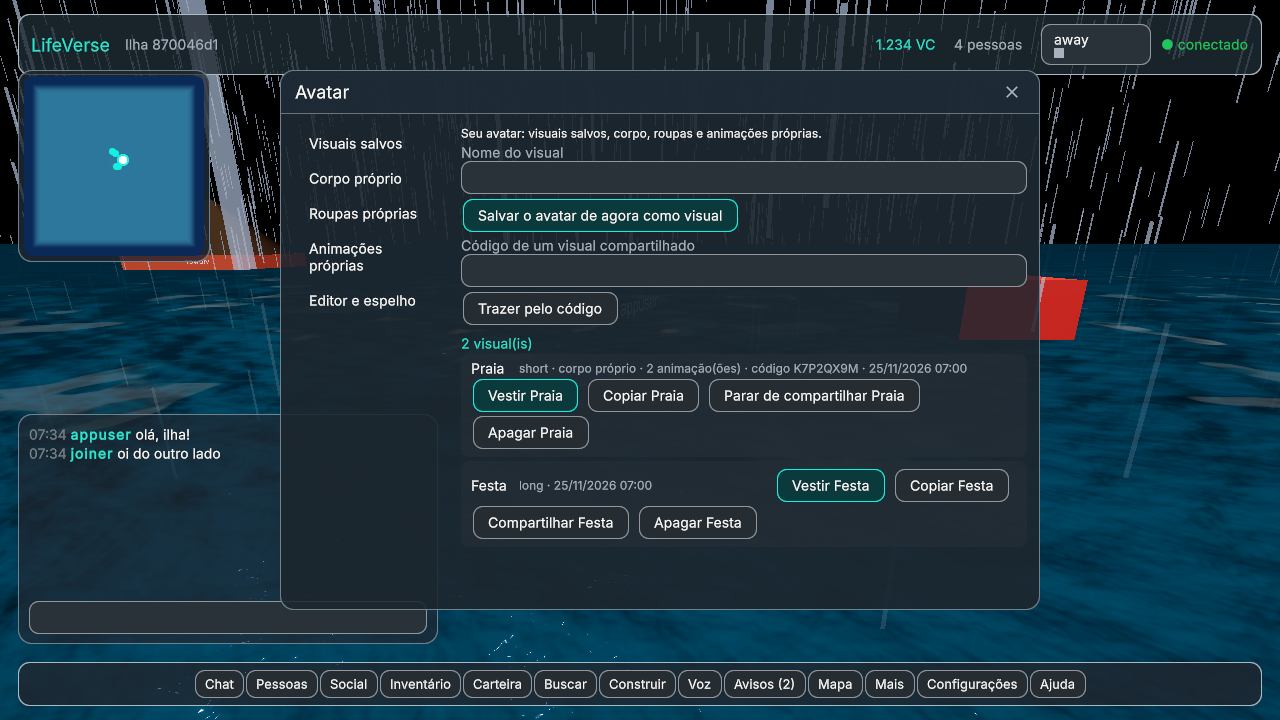 LifeVerse Ilha 870046d1 1.234 VC 4 pessoas away conectado
Avatar
Visuais salvos
Corpo próprio
Roupas próprias
Animações
próprias
Editor e espelho
Seu avatar: visuais salvos, corpo, roupas e animações próprias.
Nome do visual
Salvar o avatar de agora como visual
Código de um visual compartilhado
Trazer pelo código
2 visual(is)
Praia short · corpo próprio · 2 animação(ões) · código K7P2QX9M · 25/11/2026 07:00
Vestir Praia Copiar Praia Parar de compartilhar Praia
Apagar Praia
Festa long · 25/11/2026 07:00 Vestir Festa Copiar Festa
Compartilhar Festa Apagar Festa
07:34 appuser olá, ilha!
07:34 joiner oi do outro lado
Chat Pessoas Social Inventário Carteira Buscar Construir Voz Avisos (2) Mapa Mais Configurações Ajuda